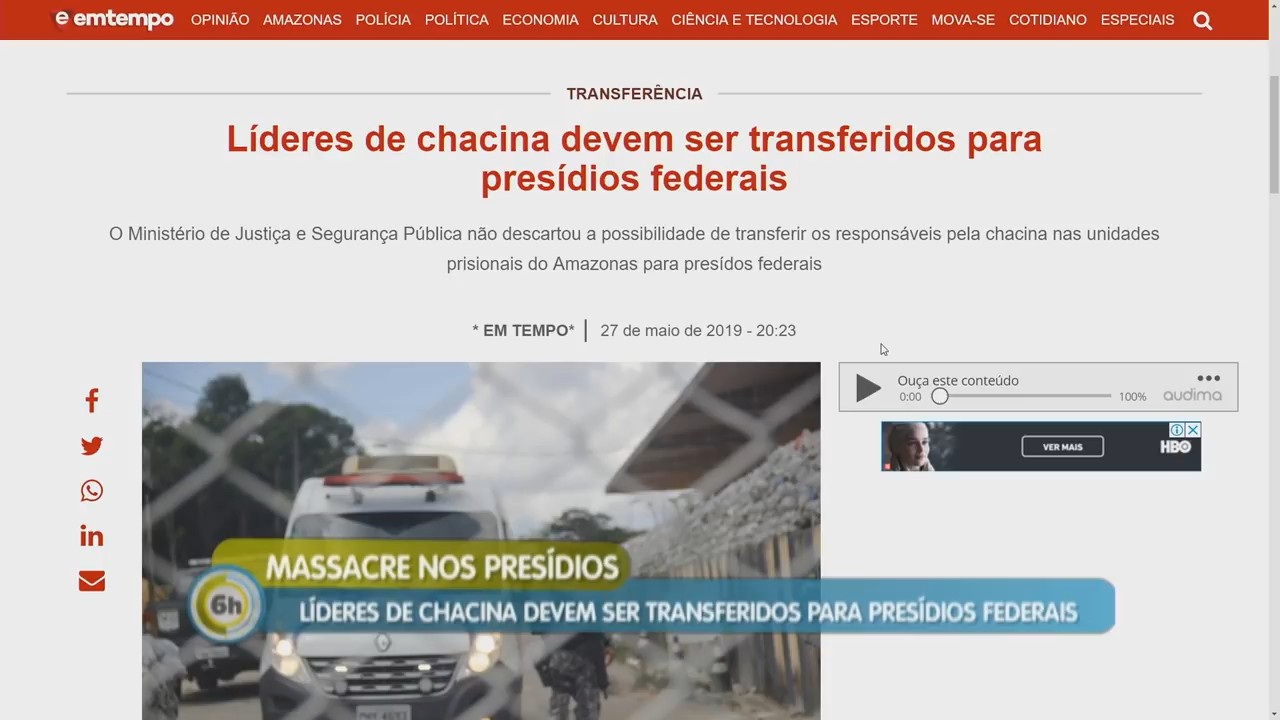 e emtempo OPINIÃO AMAZONAS POLÍCIA POLÍTICA ECONOMIA CULTURA CIÊNCIA E TECNOLOGIA ESPORTE MOVA-SE COTIDIANO ESPECIAIS
TRANSFERÊNCIA
Líderes de chacina devem ser transferidos para
presídios federais
O Ministério de Justiça e Segurança Pública não descartou a possibilidade de transferir os responsáveis pela chacina nas unidades
prisionais do Amazonas para presídos federais
* EM TEMPO* | 27 de maio de 2019 - 20:23
Ouça este conteúdo
0:00 100% audima
VER MAIS HBO
MASSACRE NOS PRESÍDIOS
6h LÍDERES DE CHACINA DEVEM SER TRANSFERIDOS PARA PRESÍDIOS FEDERAIS